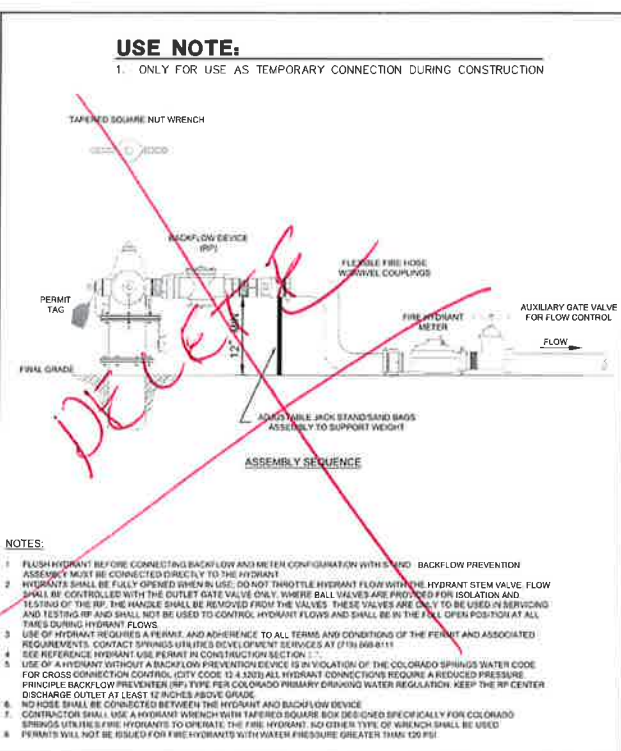 USE NOTE:
1. ONLY FOR USE AS TEMPORARY CONNECTION DURING CONSTRUCTION
TAPERED SQUARE NUT WRENCH
BACKFLOW DEVICE
(RP)
FLEXIBLE FIRE HOSE
W/SWIVEL COUPLINGS
PERMIT
TAG
FIRE HYDRANT
METER
AUXILIARY GATE VALVE
FOR FLOW CONTROL
FLOW
12" MIN
FINAL GRADE
DELETE
ADJUSTABLE JACK STAND/SAND BAGS
ASSEMBLY TO SUPPORT WEIGHT
ASSEMBLY SEQUENCE
NOTES:
1 FLUSH HYDRANT BEFORE CONNECTING BACKFLOW AND METER CONFIGURATION WITH STAND BACKFLOW PREVENTION
ASSEMBLY MUST BE CONNECTED DIRECTLY TO THE HYDRANT
2 HYDRANTS SHALL BE FULLY OPENED WHEN IN USE; DO NOT THROTTLE HYDRANT FLOW WITH THE HYDRANT STEM VALVE. FLOW
SHALL BE CONTROLLED WITH THE OUTLET GATE VALVE ONLY. WHERE BALL VALVES ARE PROVIDED FOR ISOLATION AND
TESTING OF THE RP, THE HANDLE SHALL BE REMOVED FROM THE VALVES THESE VALVES ARE ONLY TO BE USED IN SERVICING
AND TESTING RP AND SHALL NOT BE USED TO CONTROL HYDRANT FLOWS AND SHALL BE IN THE FULL OPEN POSITION AT ALL
TIMES DURING HYDRANT FLOWS.
3 USE OF HYDRANT REQUIRES A PERMIT, AND ADHERENCE TO ALL TERMS AND CONDITIONS OF THE PERMIT AND ASSOCIATED
REQUIREMENTS. CONTACT SPRINGS UTILITIES DEVELOPMENT SERVICES AT (719) 668-8111
4 SEE REFERENCE HYDRANT USE PERMIT IN CONSTRUCTION SECTION
5 USE OF A HYDRANT WITHOUT A BACKFLOW PREVENTION DEVICE IS IN VIOLATION OF THE COLORADO SPRINGS WATER CODE
FOR CROSS CONNECTION CONTROL (CITY CODE 12.4.1203) ALL HYDRANT CONNECTIONS REQUIRE A REDUCED PRESSURE
PRINCIPLE BACKFLOW PREVENTER (RP) TYPE PER COLORADO PRIMARY DRINKING WATER REGULATION. KEEP THE RP CENTER
DISCHARGE OUTLET AT LEAST 12 INCHES ABOVE GRADE
6. NO HOSE SHALL BE CONNECTED BETWEEN THE HYDRANT AND BACKFLOW DEVICE
7. CONTRACTOR SHALL USE A HYDRANT WRENCH WITH TAPERED SQUARE BOX DESIGNED SPECIFICALLY FOR COLORADO
SPRINGS UTILITIES FIRE HYDRANTS TO OPERATE THE FIRE HYDRANT. NO OTHER TYPE OF WRENCH SHALL BE USED
8 PERMITS WILL NOT BE ISSUED FOR FIRE HYDRANTS WITH WATER PRESSURE GREATER THAN 120 PSI